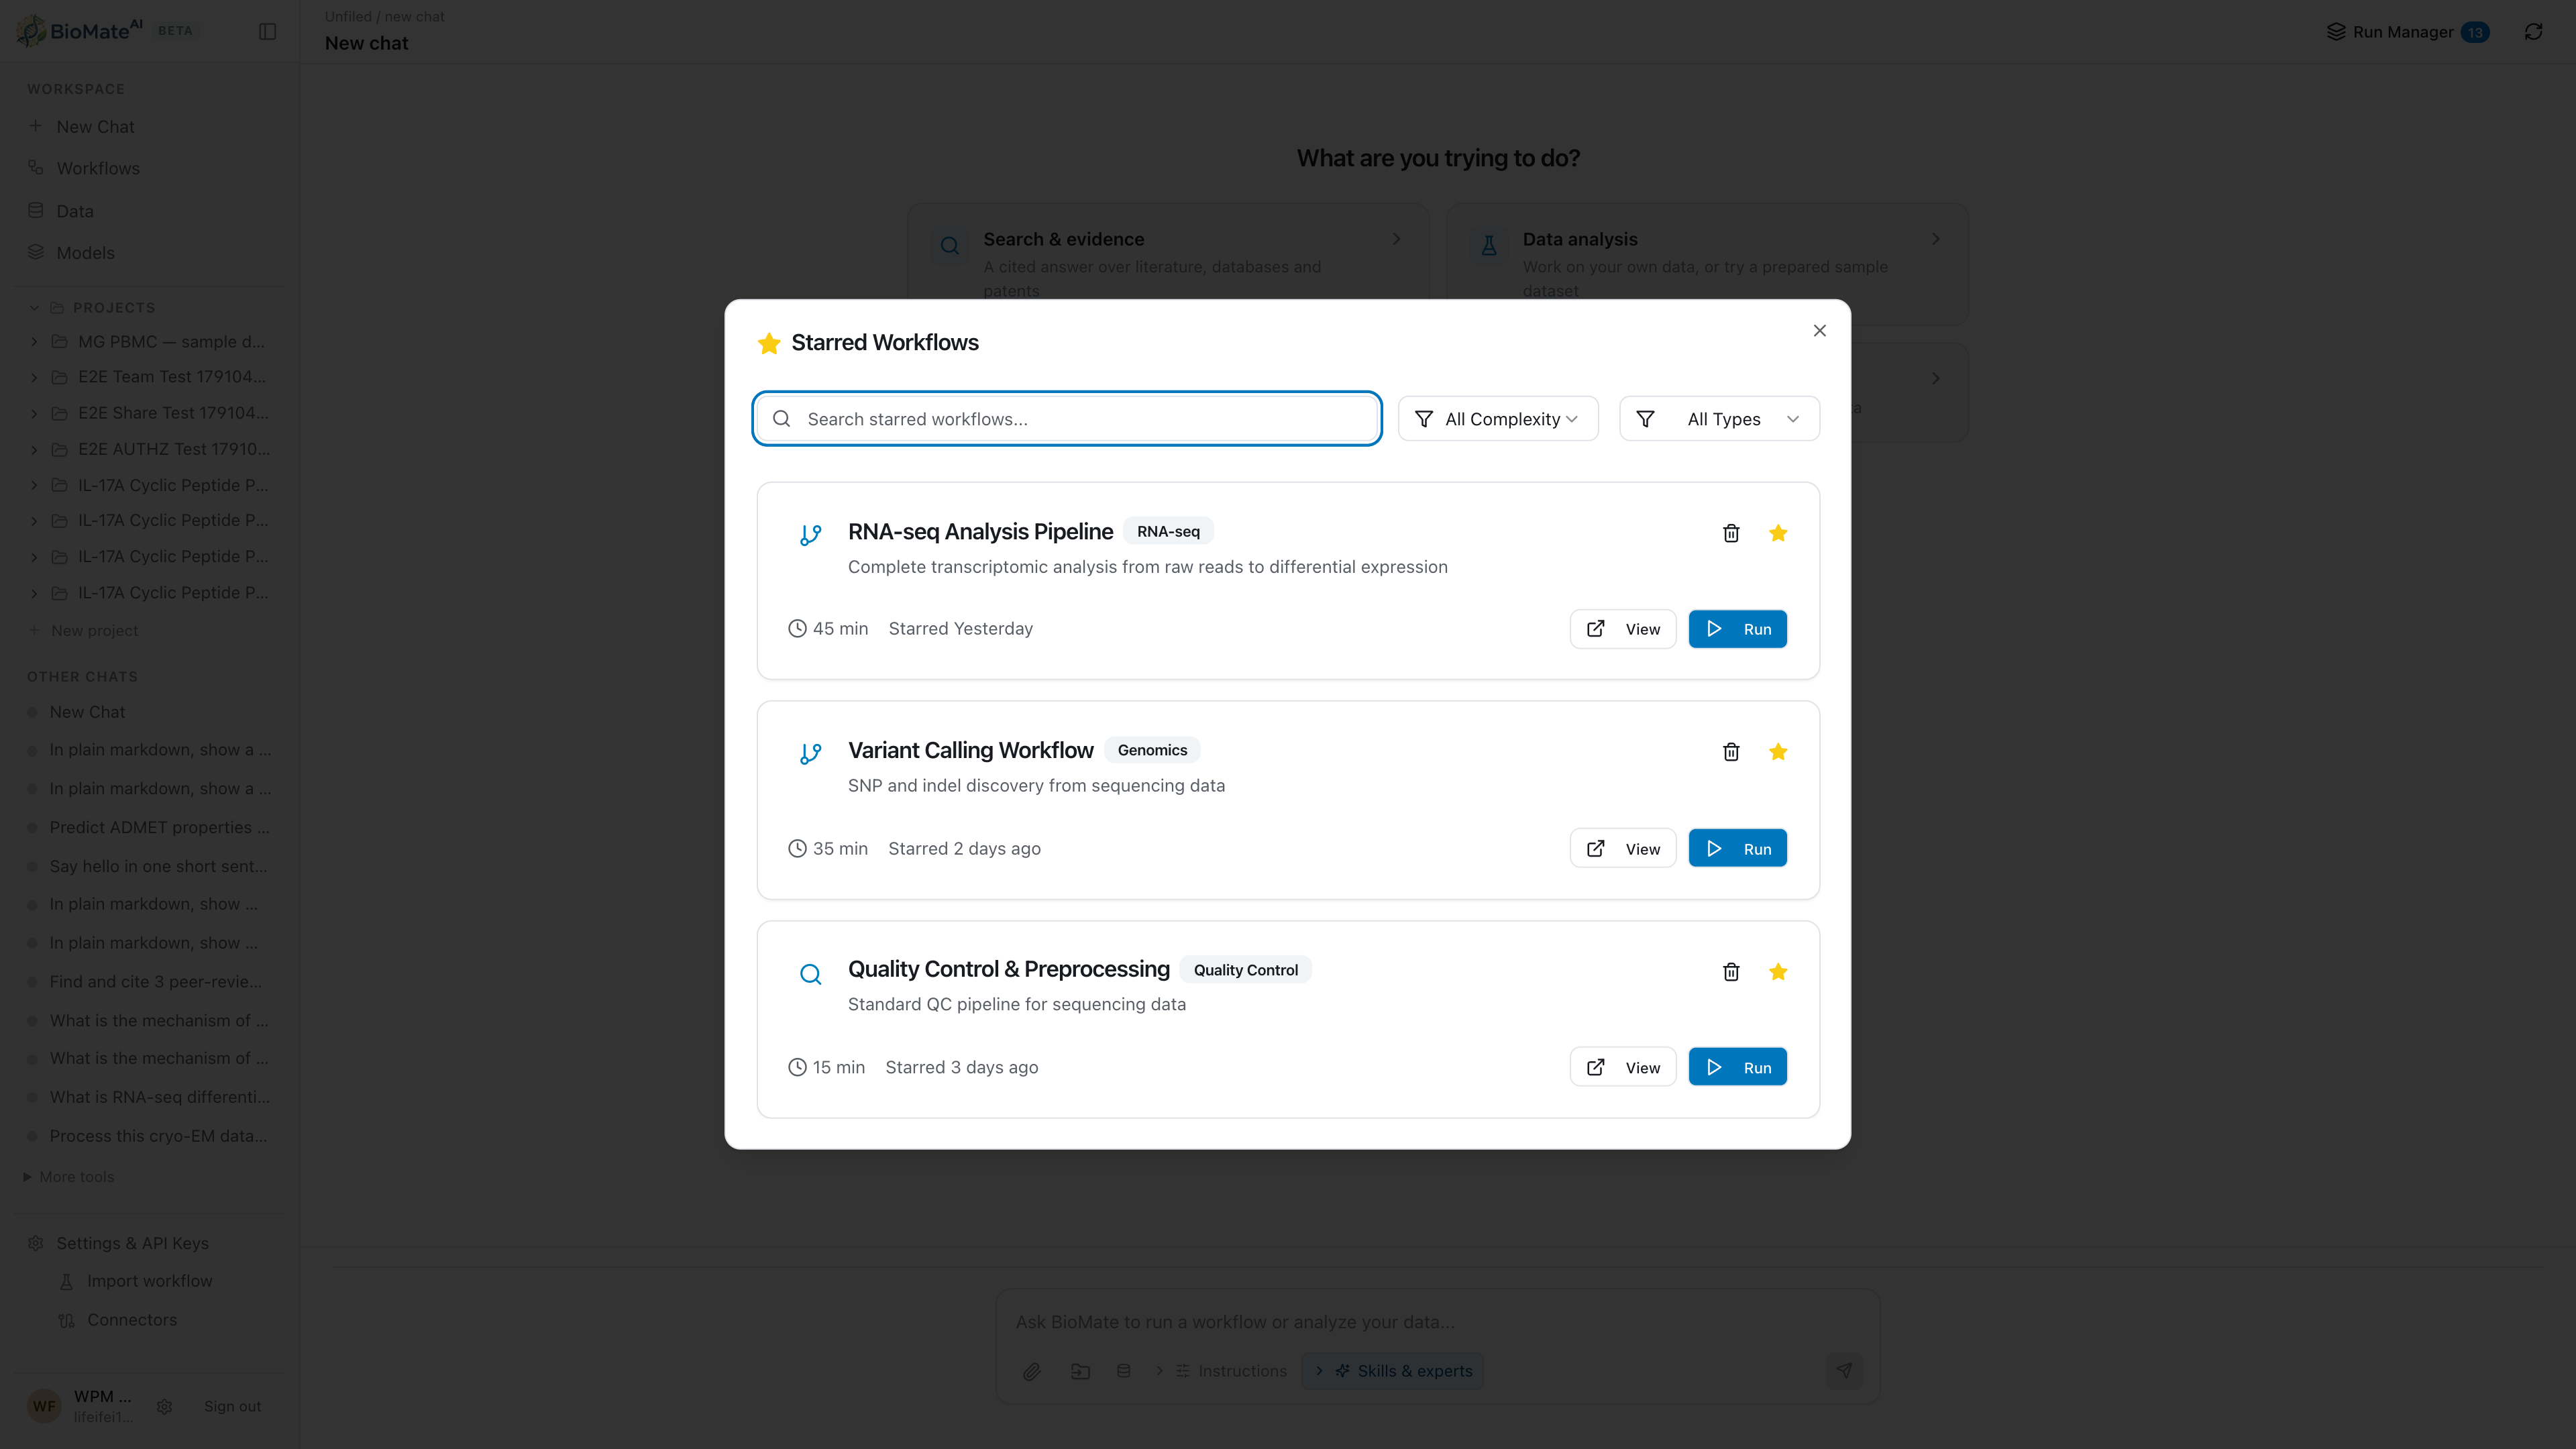 BioMate AI BETA
WORKSPACE
New Chat
Workflows
Data
Models
PROJECTS
MG PBMC — sample d...
E2E Team Test 179104...
E2E Share Test 179104...
E2E AUTHZ Test 17910...
IL-17A Cyclic Peptide P...
IL-17A Cyclic Peptide P...
IL-17A Cyclic Peptide P...
IL-17A Cyclic Peptide P...
New project
OTHER CHATS
New Chat
In plain markdown, show a ...
In plain markdown, show a ...
Predict ADMET properties ...
Say hello in one short sent...
In plain markdown, show ...
In plain markdown, show ...
Find and cite 3 peer-revie...
What is the mechanism of ...
What is the mechanism of ...
What is RNA-seq differenti...
Process this cryo-EM data...
More tools
Settings & API Keys
Import workflow
Connectors
WF
WPM ...
lifeifei1...
Sign out
Unfiled / new chat
New chat
Run Manager 13
What are you trying to do?
Search & evidence
A cited answer over literature, databases and
patents
Data analysis
Work on your own data, or try a prepared sample
dataset
Starred Workflows
Search starred workflows...
All Complexity
All Types
RNA-seq Analysis Pipeline RNA-seq
Complete transcriptomic analysis from raw reads to differential expression
45 min Starred Yesterday
View
Run
Variant Calling Workflow Genomics
SNP and indel discovery from sequencing data
35 min Starred 2 days ago
View
Run
Quality Control & Preprocessing Quality Control
Standard QC pipeline for sequencing data
15 min Starred 3 days ago
View
Run
Ask BioMate to run a workflow or analyze your data...
Instructions
Skills & experts